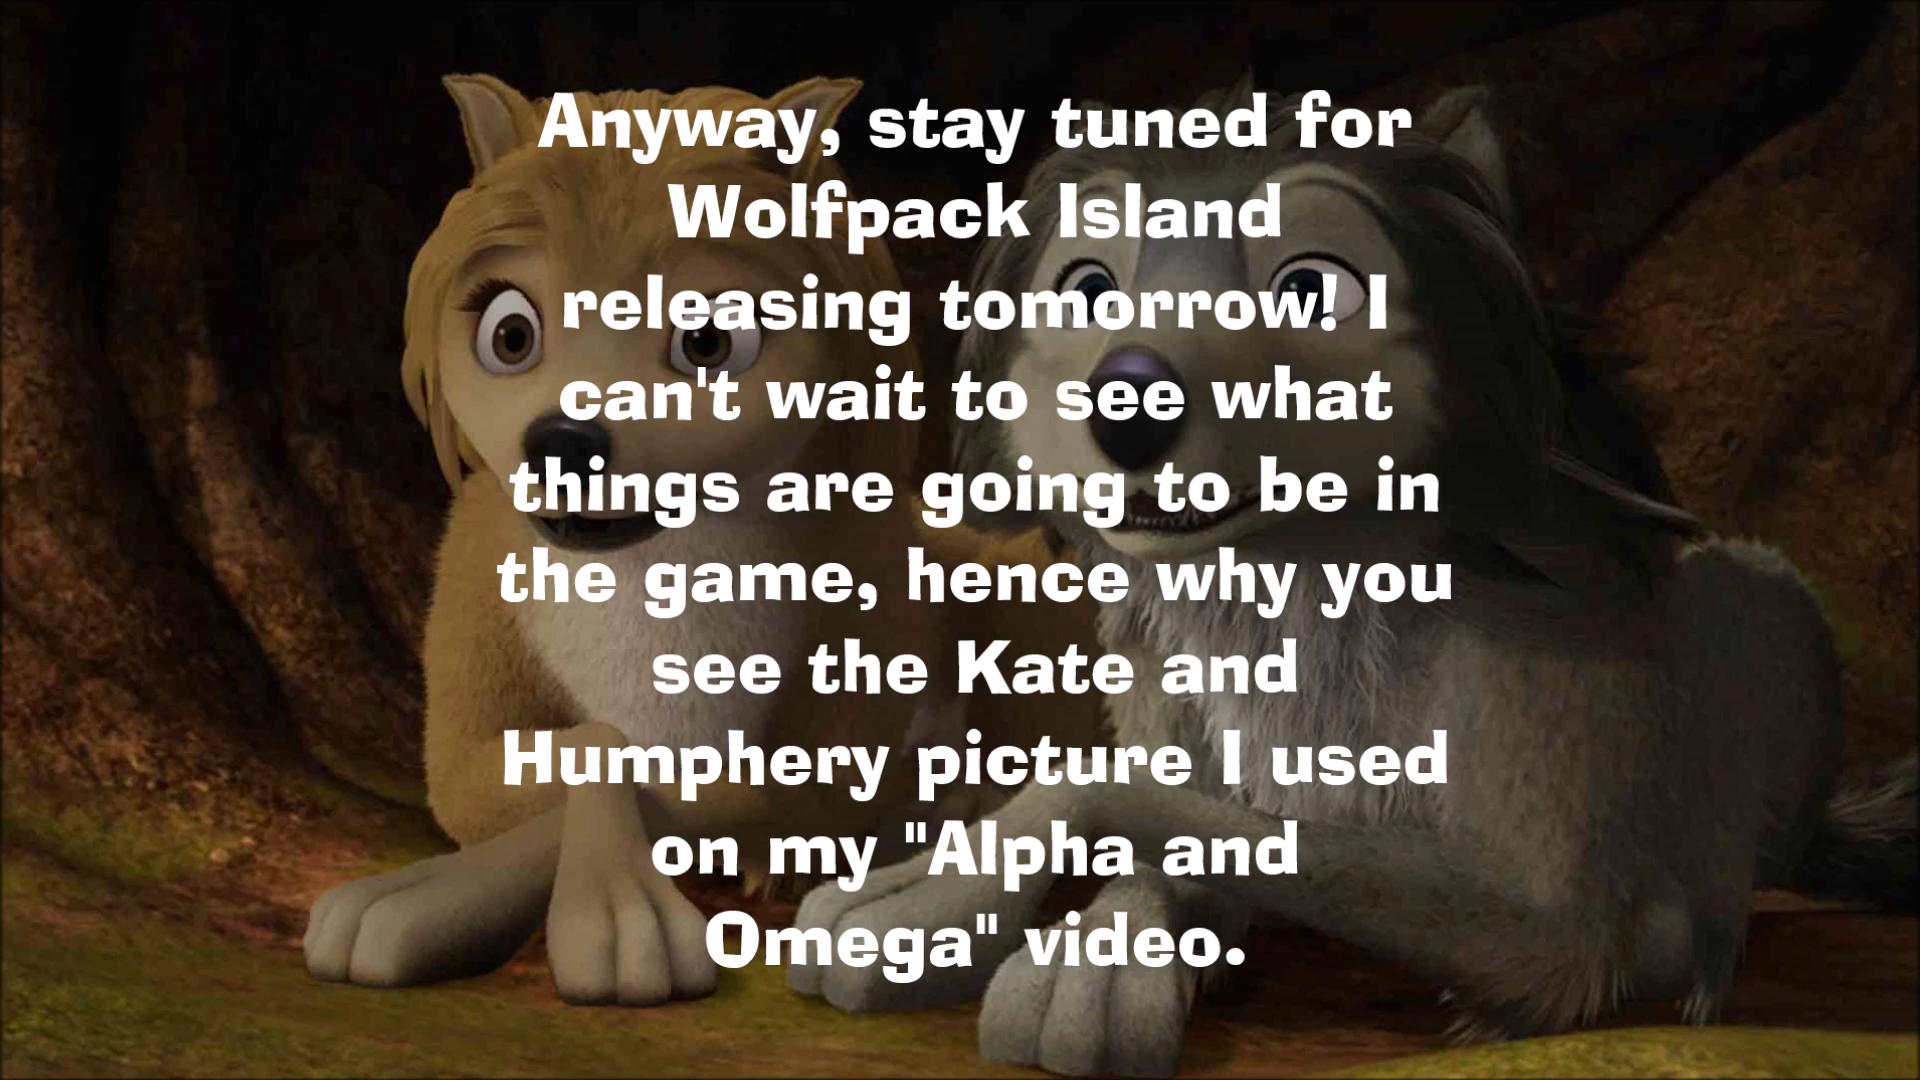 Anyway, stay tuned for
Wolfpack Island
releasing tomorrow! I
can't wait to see what
things are going to be in
the game, hence why you
see the Kate and
Humphery picture I used
on my "Alpha and
Omega" video.